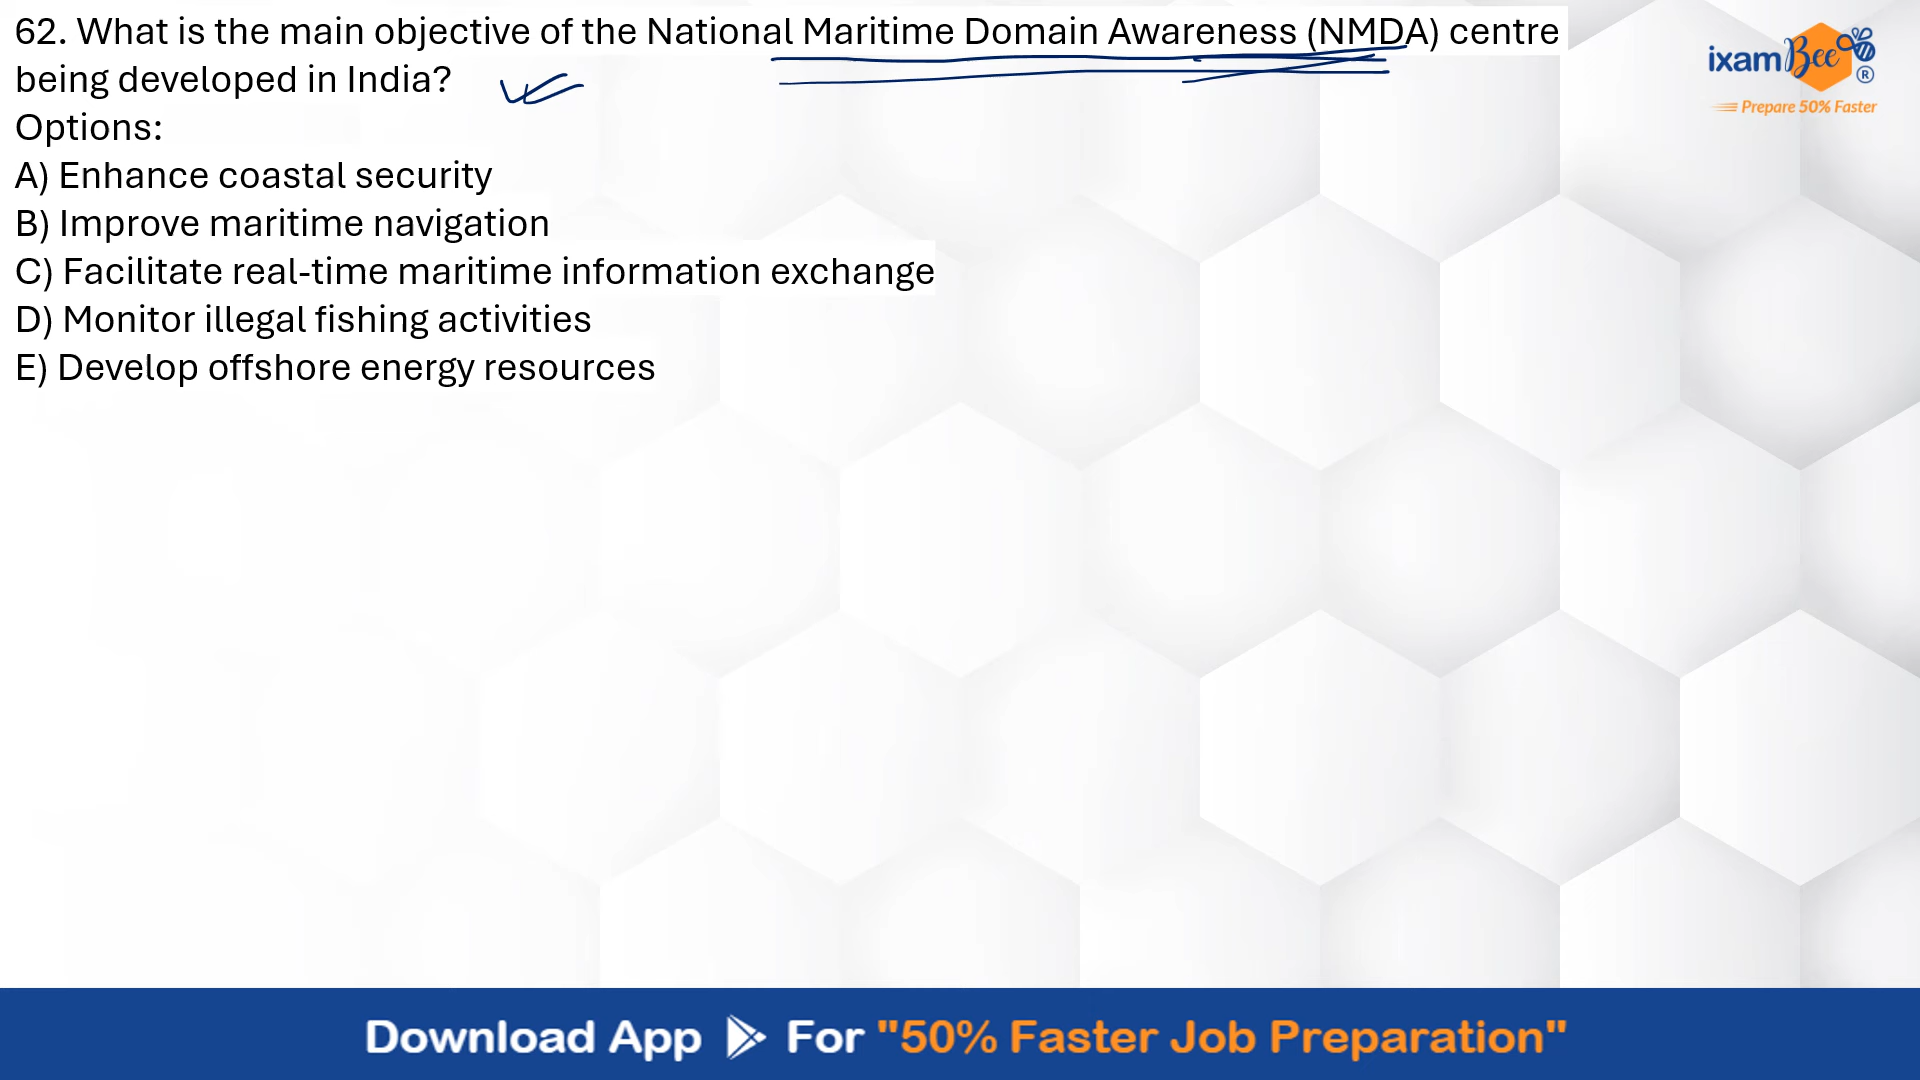 62. What is the main objective of the National Maritime Domain Awareness (NMDA) centre
being developed in India?
Options:
A) Enhance coastal security
B) Improve maritime navigation
C) Facilitate real-time maritime information exchange
D) Monitor illegal fishing activities
E) Develop offshore energy resources
ixamBee ®
Prepare 50% Faster
Download App For "50% Faster Job Preparation"